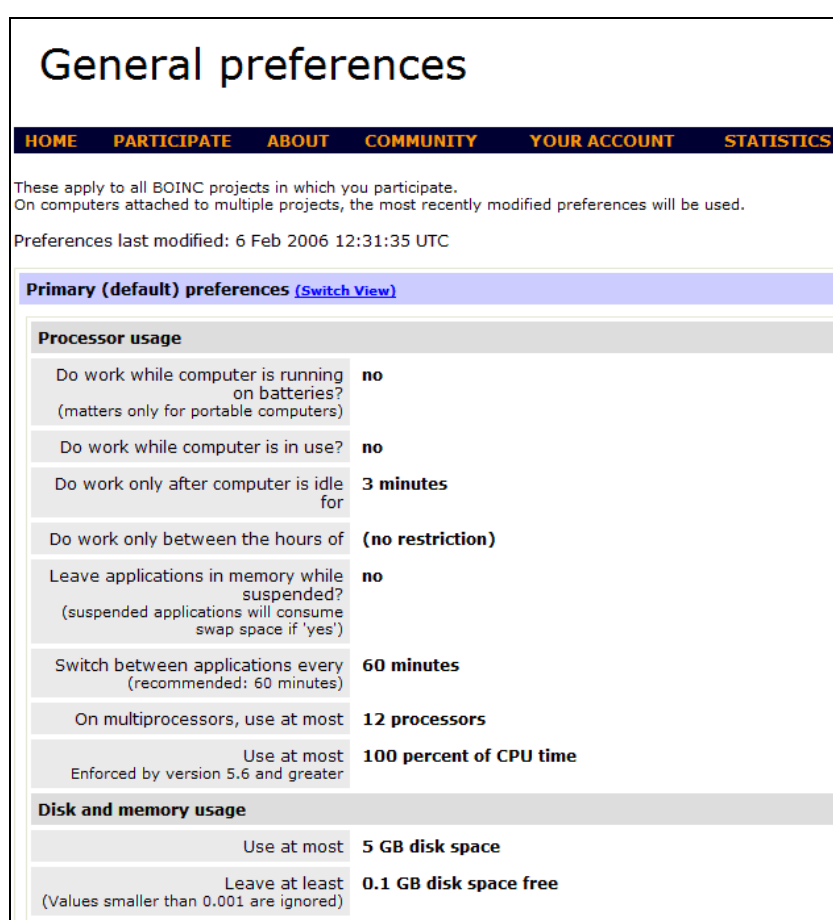 General preferences
HOME PARTICIPATE ABOUT COMMUNITY YOUR ACCOUNT STATISTICS
These apply to all BOINC projects in which you participate.
On computers attached to multiple projects, the most recently modified preferences will be used.
Preferences last modified: 6 Feb 2006 12:31:35 UTC
Primary (default) preferences (Switch View)
Processor usage
Do work while computer is running no
on batteries?
(matters only for portable computers)
Do work while computer is in use? no
Do work only after computer is idle 3 minutes
for
Do work only between the hours of (no restriction)
Leave applications in memory while no
suspended?
(suspended applications will consume
swap space if 'yes')
Switch between applications every 60 minutes
(recommended: 60 minutes)
On multiprocessors, use at most 12 processors
Use at most 100 percent of CPU time
Enforced by version 5.6 and greater
Disk and memory usage
Use at most 5 GB disk space
Leave at least 0.1 GB disk space free
(Values smaller than 0.001 are ignored)